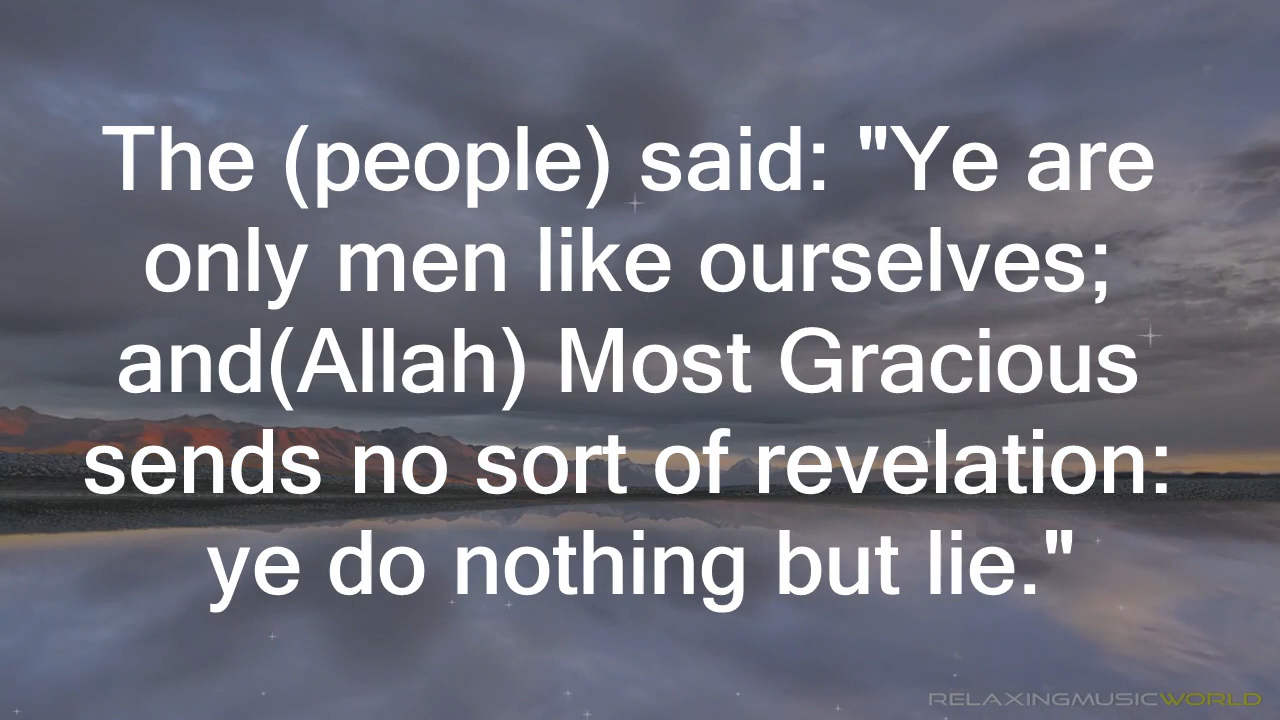 The (people) said: "Ye are
only men like ourselves;
and(Allah) Most Gracious
sends no sort of revelation:
ye do nothing but lie."
RELAXINGMUSICWORLD